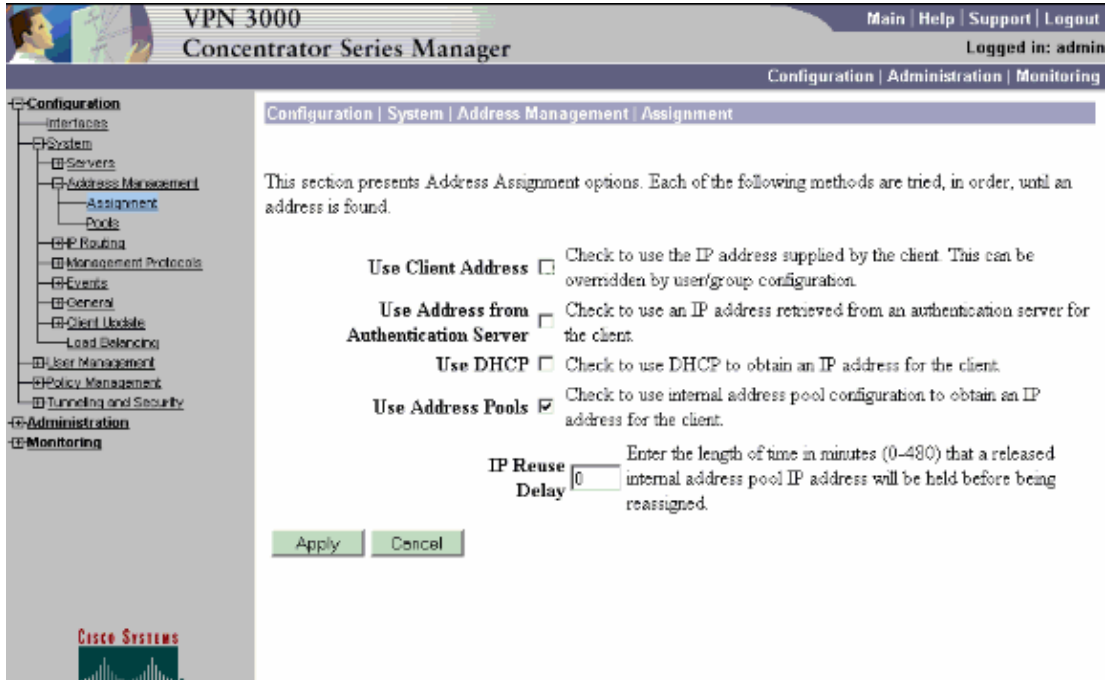 VPN 3000
Concentrator Series Manager
Main | Help | Support | Logout
Logged in: admin
Configuration | Administration | Monitoring
Configuration
Interfaces
System
Servers
Address Management
Assignment
Pools
IP Routing
Management Protocols
Events
General
Client Update
Load Balancing
User Management
Policy Management
Tunneling and Security
Administration
Monitoring
Configuration | System | Address Management | Assignment
This section presents Address Assignment options. Each of the following methods are tried, in order, until an
address is found.
Use Client Address
Check to use the IP address supplied by the client. This can be
overridden by user/group configuration.
Use Address from
Authentication Server
Check to use an IP address retrieved from an authentication server for
the client.
Use DHCP
Check to use DHCP to obtain an IP address for the client.
Use Address Pools
Check to use internal address pool configuration to obtain an IP
address for the client.
IP Reuse
Delay
0
Enter the length of time in minutes (0-480) that a released
internal address pool IP address will be held before being
reassigned.
Apply
Cancel
CISCO SYSTEMS